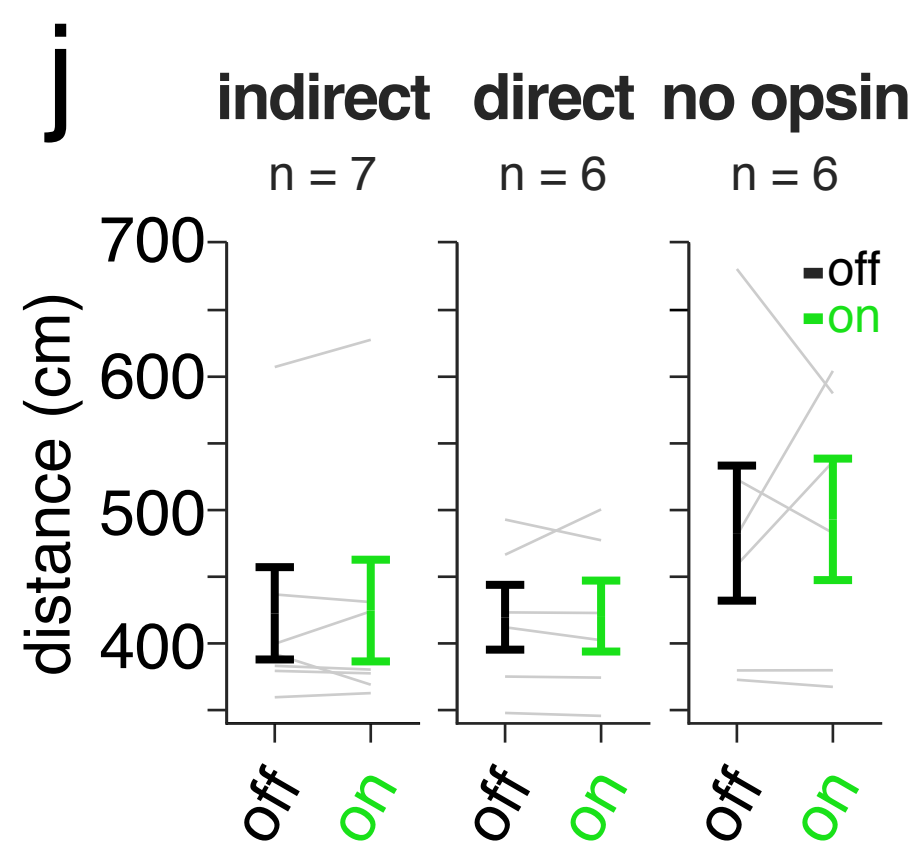 j
indirect direct no opsin
n = 7 n = 6 n = 6
distance (cm)
700
600
500
400
off
on
off on off on off on